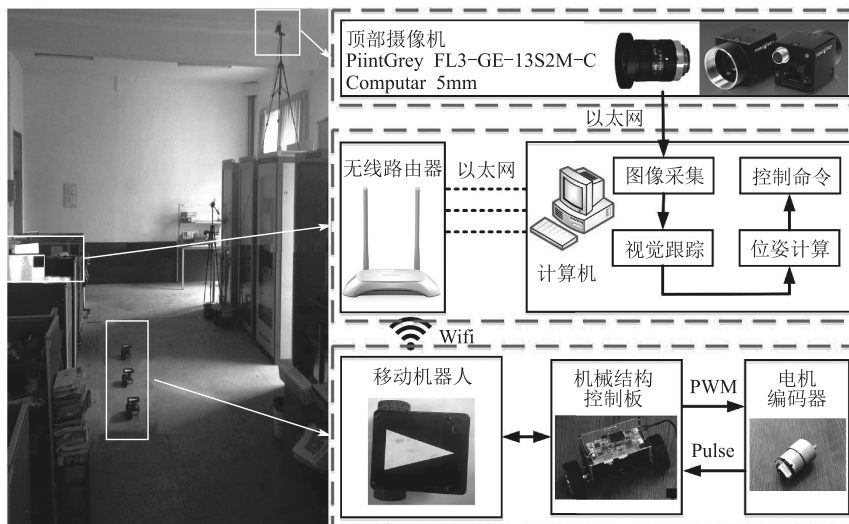 顶部摄像机
PiintGrey FL3-GE-13S2M-C
Computar 5mm
以太网
无线路由器
以太网
计算机
图像采集
控制命令
视觉跟踪
位姿计算
Wifi
移动机器人
机械结构
控制板
PWM
Pulse
电机
编码器